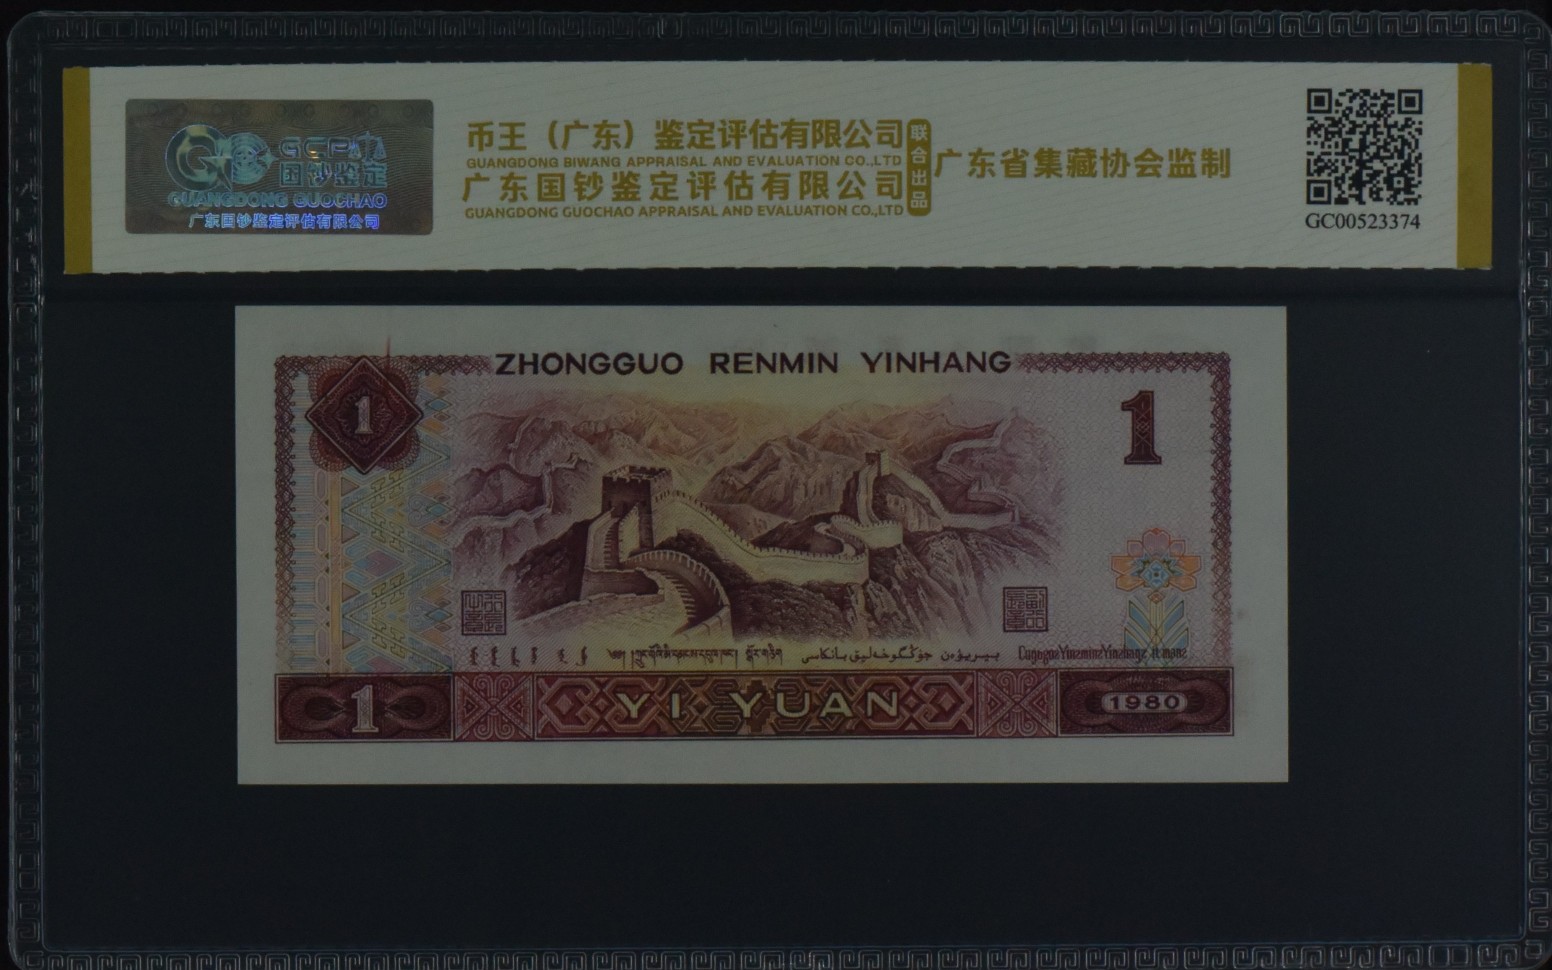 GCP
国钞鉴定
GUANGDONG GUOCHAO
广东国钞鉴定评估有限公司
币王（广东）鉴定评估有限公司
GUANGDONG BIWANG APPRAISAL AND EVALUATION CO.,LTD
广东国钞鉴定评估有限公司
GUANGDONG GUOCHAO APPRAISAL AND EVALUATION CO.,LTD
联合出品
广东省集藏协会监制
GC00523374
ZHONGGUO RENMIN YINHANG
1
1
1
YI YUAN
1980